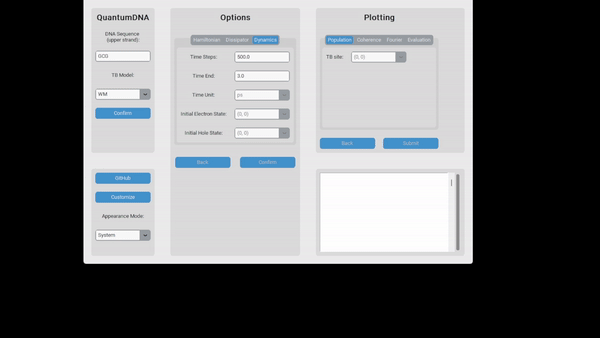 QuantumDNA
DNA Sequence
(upper strand)
GCG
TB Model:
WM
Confirm
GitHub
Customize
Appearance Mode:
System
Options
Hamiltonian Dissipator Dynamics
Time Steps: 500.0
Time End: 3.0
Time Unit: ps
Initial Electron State: (0, 0)
Initial Hole State: (0, 0)
Back Confirm
Plotting
Population Coherence Fourier Evaluation
TB site: (0, 0)
Back Submit